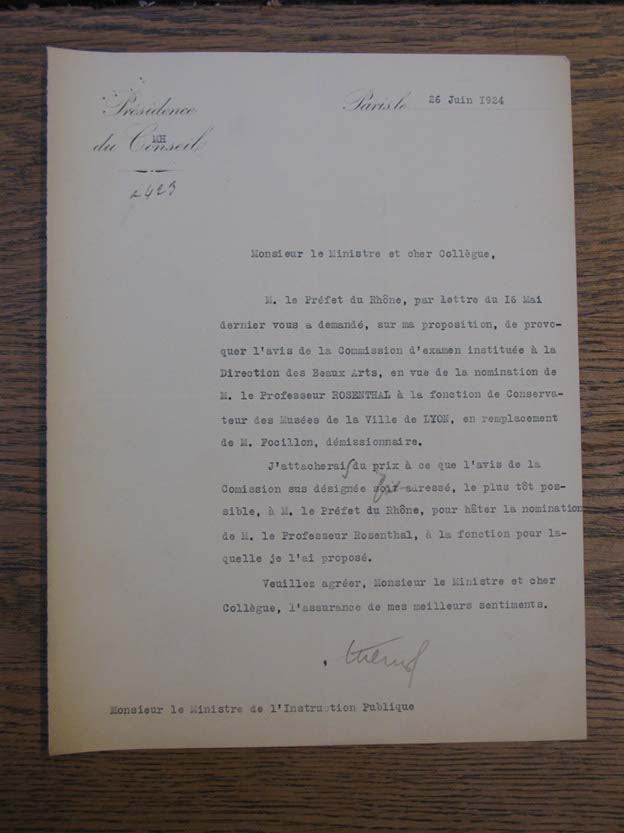 Présidence
du Conseil
MH
2423
Paris, le 26 Juin 1924
Monsieur le Ministre et cher Collègue,
M. le Préfet du Rhône, par lettre du 16 Mai
dernier vous a demandé, sur ma proposition, de provo-
quer l'avis de la Commission d'examen instituée à la
Direction des Beaux Arts, en vue de la nomination de
M. le Professeur ROSENTHAL à la fonction de Conserva-
teur des Musées de la Ville de LYON, en remplacement
de M. Focillon, démissionnaire.
J'attacherais du prix à ce que l'avis de la
Comission sus désignée fût adressé, le plus tôt pos-
sible, à M. le Préfet du Rhône, pour hâter la nomination
de M. le Professeur Rosenthal, à la fonction pour la-
quelle je l'ai proposé.
Veuillez agréer, Monsieur le Ministre et cher
Collègue, l'assurance de mes meilleurs sentiments.
Monsieur le Ministre de l'Instruction Publique